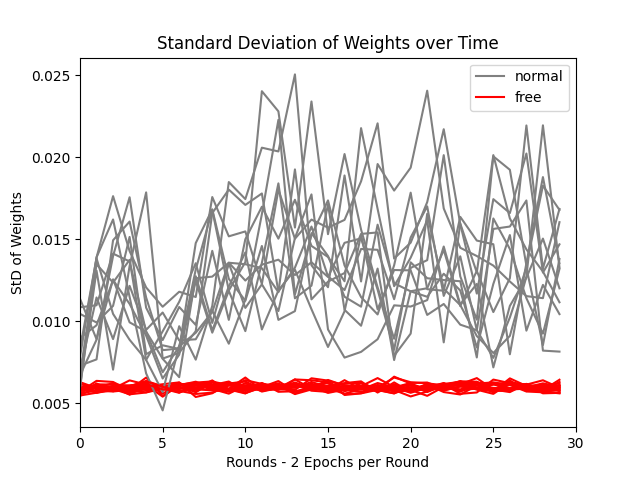 Standard Deviation of Weights over Time
normal
free
StD of Weights
0.025
0.020
0.015
0.010
0.005
0 5 10 15 20 25 30
Rounds - 2 Epochs per Round